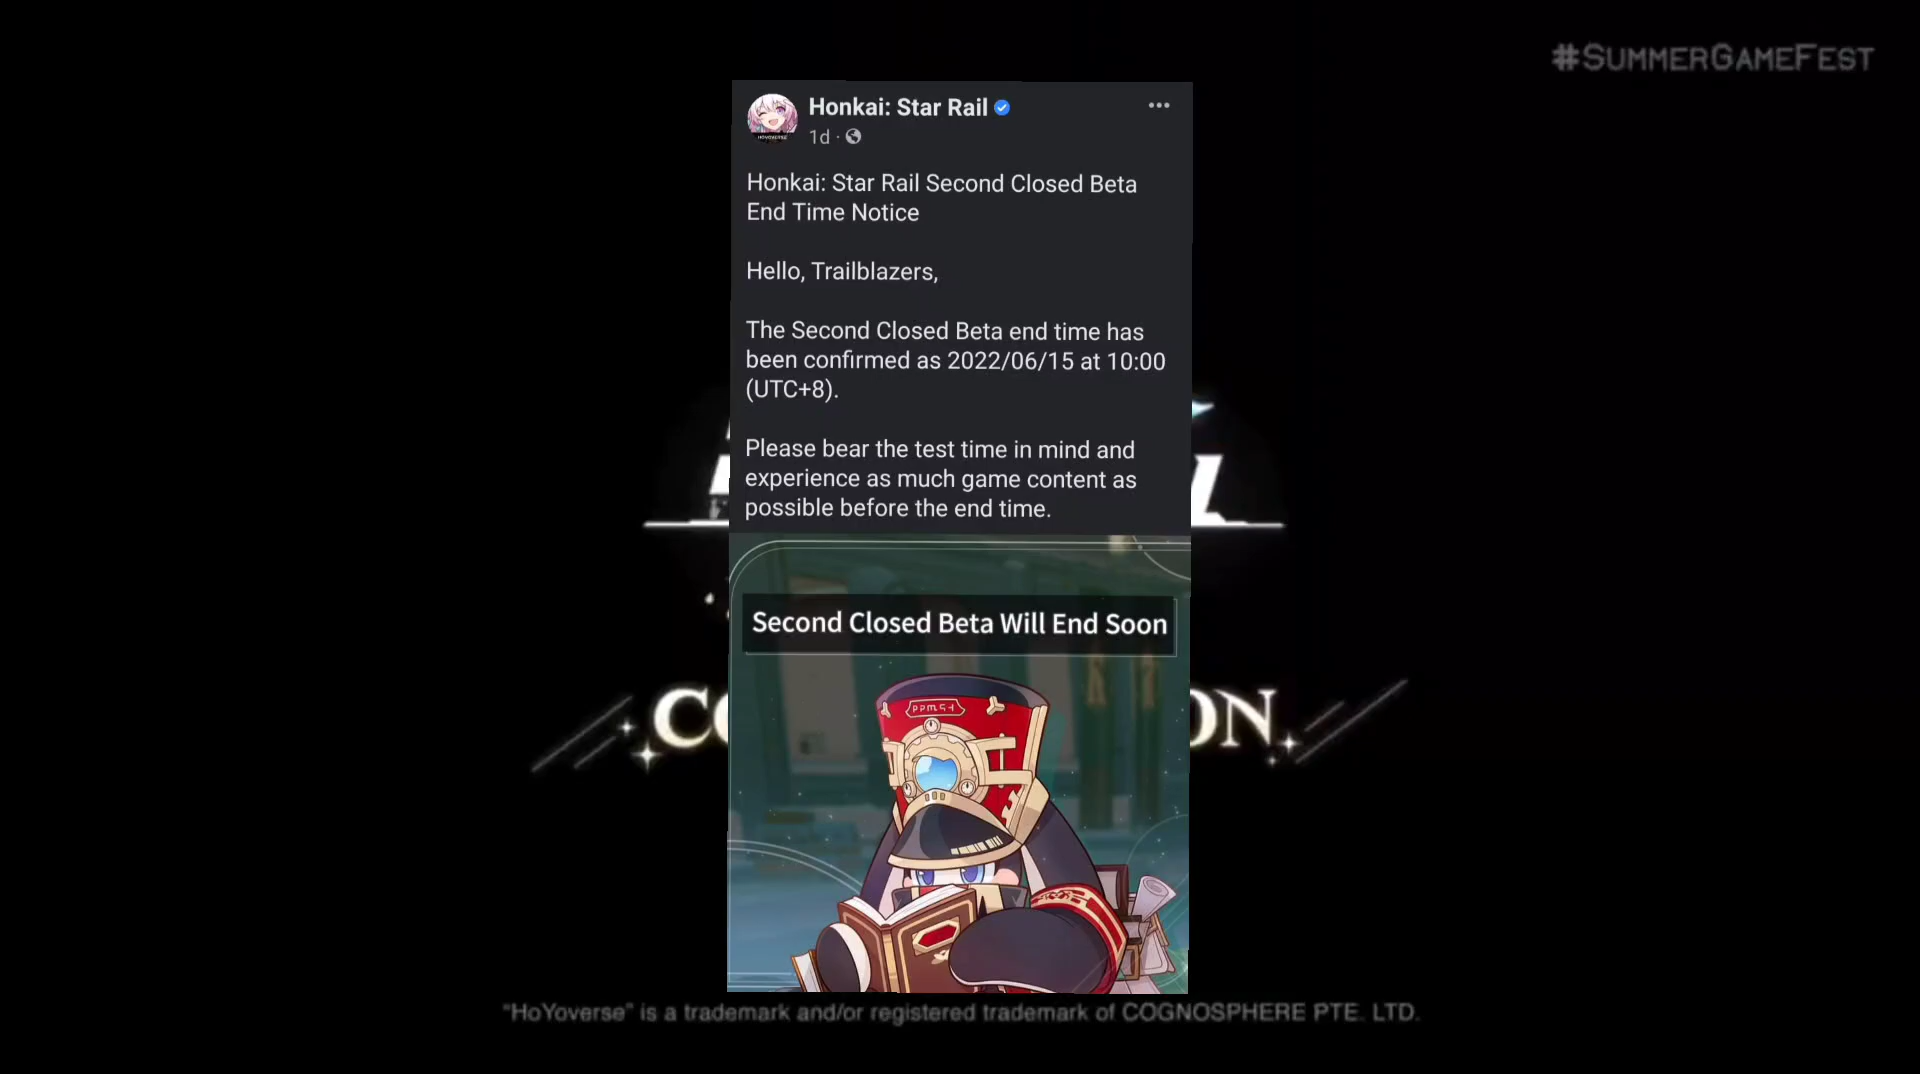 #SUMMERGAMEFEST
Honkai: Star Rail
1d
Honkai: Star Rail Second Closed Beta
End Time Notice
Hello, Trailblazers,
The Second Closed Beta end time has
been confirmed as 2022/06/15 at 10:00
(UTC+8).
Please bear the test time in mind and
experience as much game content as
possible before the end time.
Second Closed Beta Will End Soon
"HoYoverse" is a trademark and/or registered trademark of COGNOSPHERE PTE. LTD.